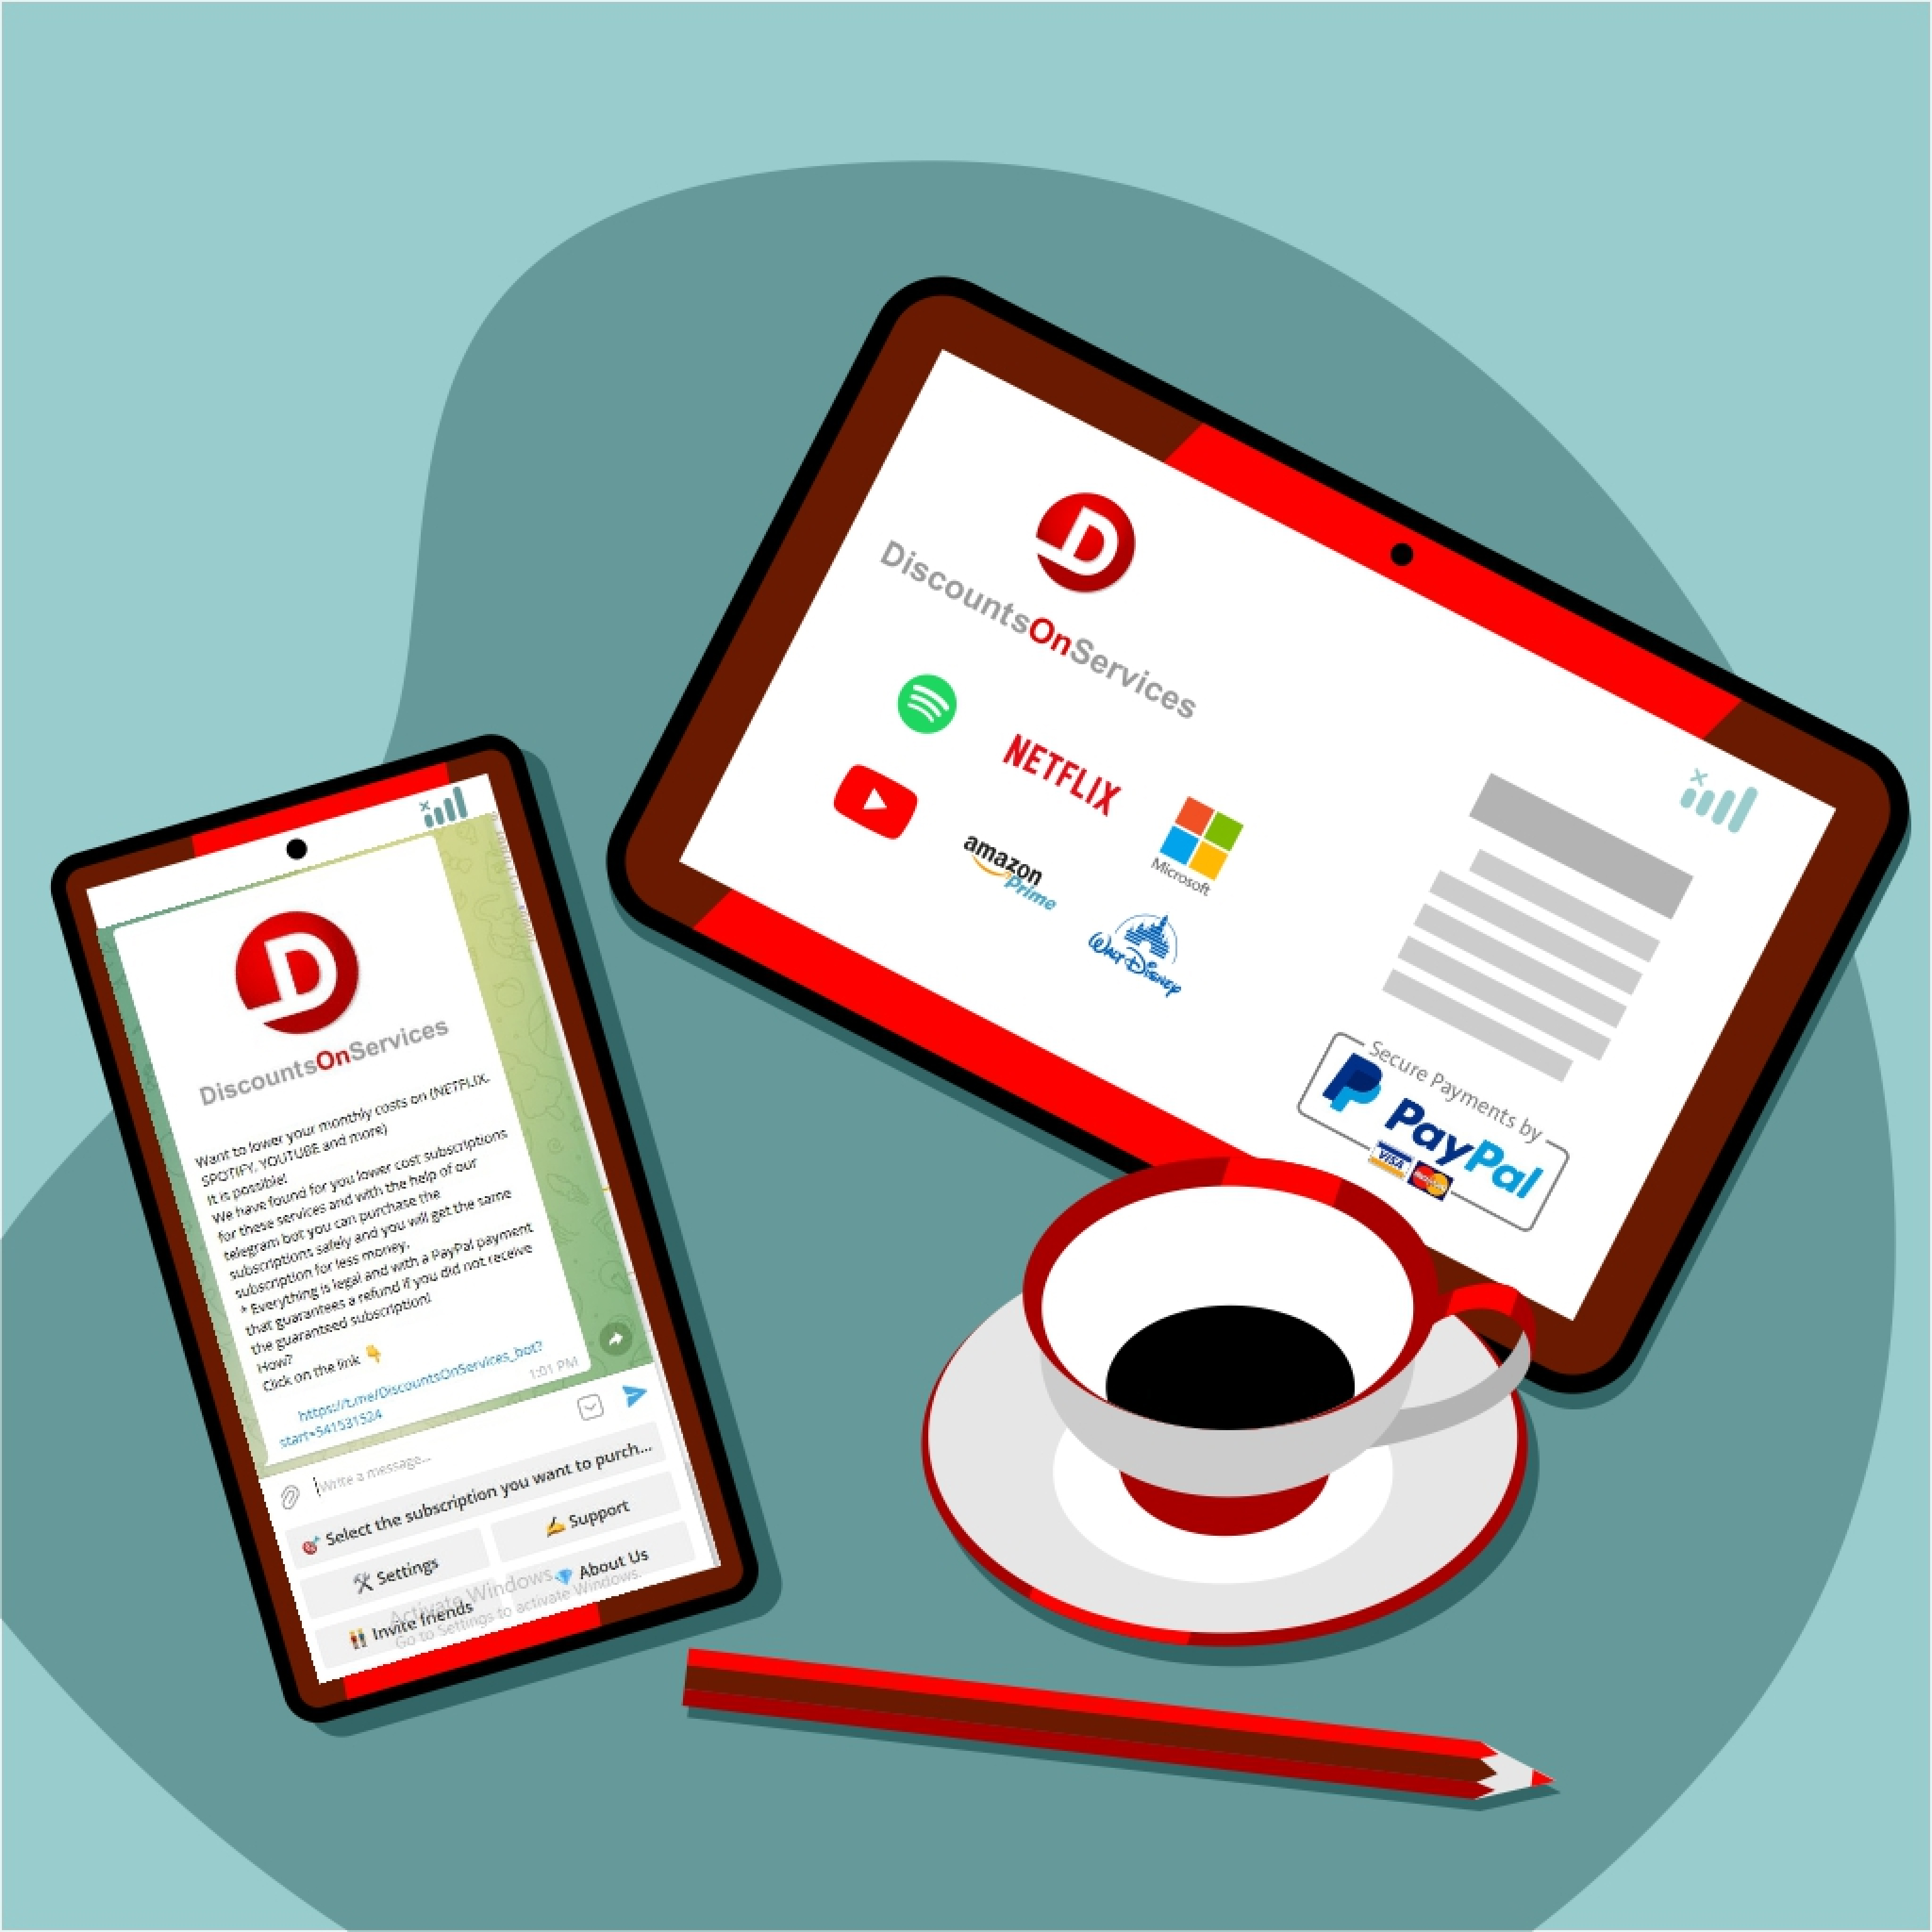 DiscountsOnServices
NETFLIX
Microsoft
amazon
Prime
WALT DISNEY
Secure Payments by
PayPal
VISA
DiscountsOnServices
Want to lower your monthly costs on (NETFLIX,
SPOTIFY, YOUTUBE and more)
It is possible!
We have found for you lower cost subscriptions
for these services and with the help of our
telegram bot you can purchase the
subscriptions safely and you will get the same
subscription for less money.
* Everything is legal and with a PayPal payment
that guarantees a refund if you did not receive
the guaranteed subscription!
How?
Click on the link 👇
https://t.me/DiscountsOnServices_bot?
start=541531524
1:01 PM
Write a message...
🎯 Select the subscription you want to purch...
🛠 Settings
✍ Support
👬 Invite friends
💎 About Us
Activate Windows
Go to Settings to activate Windows.